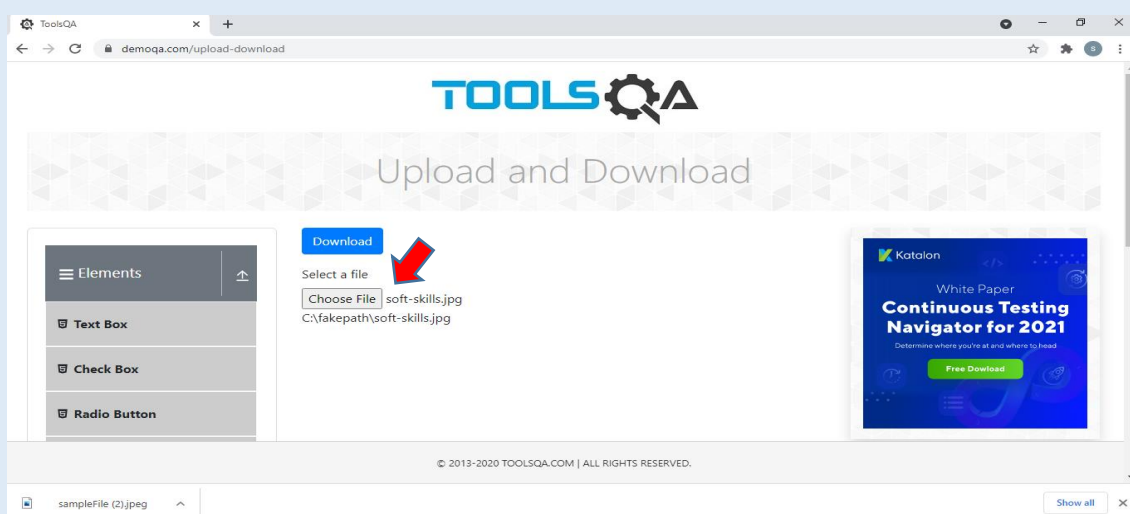 ToolsQA
demoqa.com/upload-download
S
TOOLSQA
Upload and Download
Download
Elements
Select a file
Choose File soft-skills.jpg
C:\fakepath\soft-skills.jpg
Text Box
Check Box
Radio Button
Katalon
White Paper
Continuous Testing
Navigator for 2021
Determine where you're at and where to head
Free Dowload
© 2013-2020 TOOLSQA.COM | ALL RIGHTS RESERVED.
sampleFile (2).jpeg
Show all